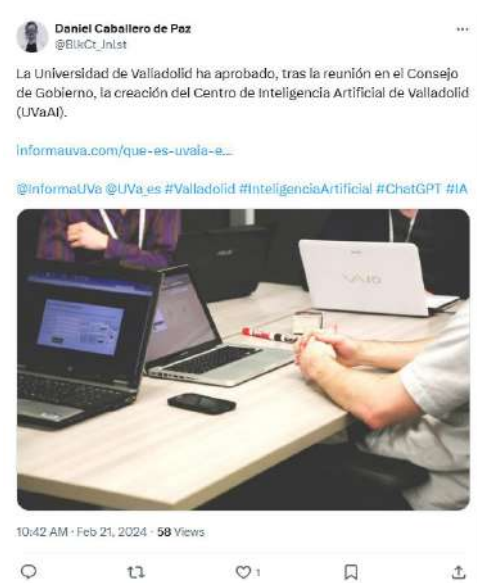 Daniel Caballero de Paz
@BlkCt_Jnlst
La Universidad de Valladolid ha aprobado, tras la reunión en el Consejo
de Gobierno, la creación del Centro de Inteligencia Artificial de Valladolid
(UVaAI).
informauva.com/que-es-uvaia-e...
@InformaUVa @UVa_es #Valladolid #InteligenciaArtificial #ChatGPT #IA
VAIO
10:42 AM · Feb 21, 2024 · 58 Views
1